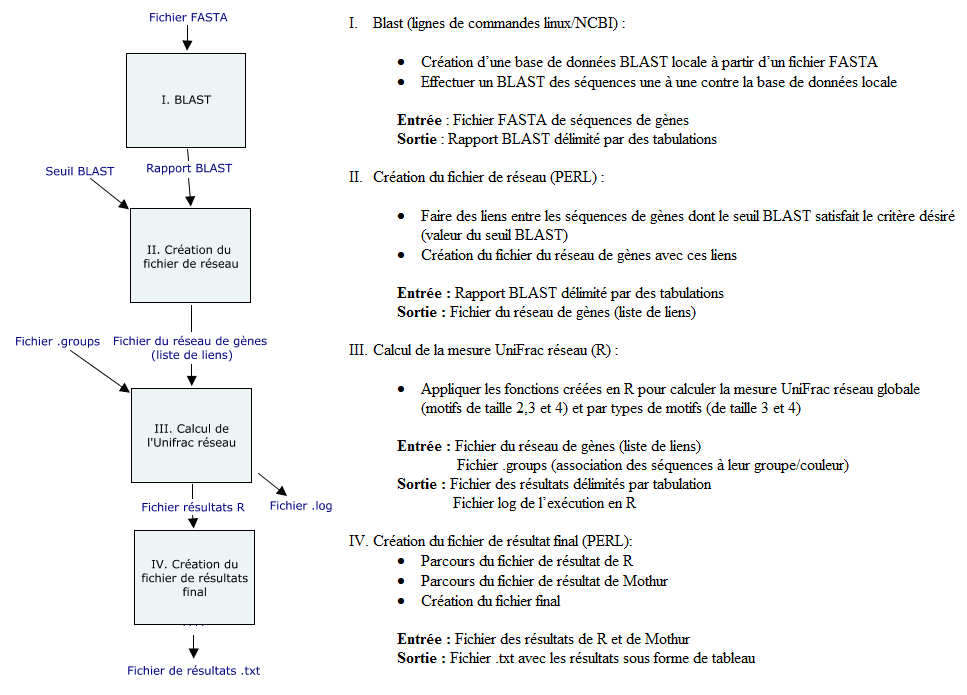 Fichier FASTA
I. BLAST
Seuil BLAST
Rapport BLAST
II. Création du
fichier de réseau
Fichier .groups
Fichier du réseau de gènes
(liste de liens)
III. Calcul de
l'Unifrac réseau
Fichier résultats R
Fichier .log
IV. Création du
fichier de résultats
final
Fichier de résultats .txt
I. Blast (lignes de commandes linux/NCBI) :
• Création d’une base de données BLAST locale à partir d’un fichier FASTA
• Effectuer un BLAST des séquences une à une contre la base de données locale
Entrée : Fichier FASTA de séquences de gènes
Sortie : Rapport BLAST délimité par des tabulations
II. Création du fichier de réseau (PERL) :
• Faire des liens entre les séquences de gènes dont le seuil BLAST satisfait le critère désiré
(valeur du seuil BLAST)
• Création du fichier du réseau de gènes avec ces liens
Entrée : Rapport BLAST délimité par des tabulations
Sortie : Fichier du réseau de gènes (liste de liens)
III. Calcul de la mesure UniFrac réseau (R) :
• Appliquer les fonctions créées en R pour calculer la mesure UniFrac réseau globale
(motifs de taille 2,3 et 4) et par types de motifs (de taille 3 et 4)
Entrée : Fichier du réseau de gènes (liste de liens)
Fichier .groups (association des séquences à leur groupe/couleur)
Sortie : Fichier des résultats délimités par tabulation
Fichier log de l’exécution en R
IV. Création du fichier de résultat final (PERL):
• Parcours du fichier de résultat de R
• Parcours du fichier de résultat de Mothur
• Création du fichier final
Entrée : Fichier des résultats de R et de Mothur
Sortie : Fichier .txt avec les résultats sous forme de tableau